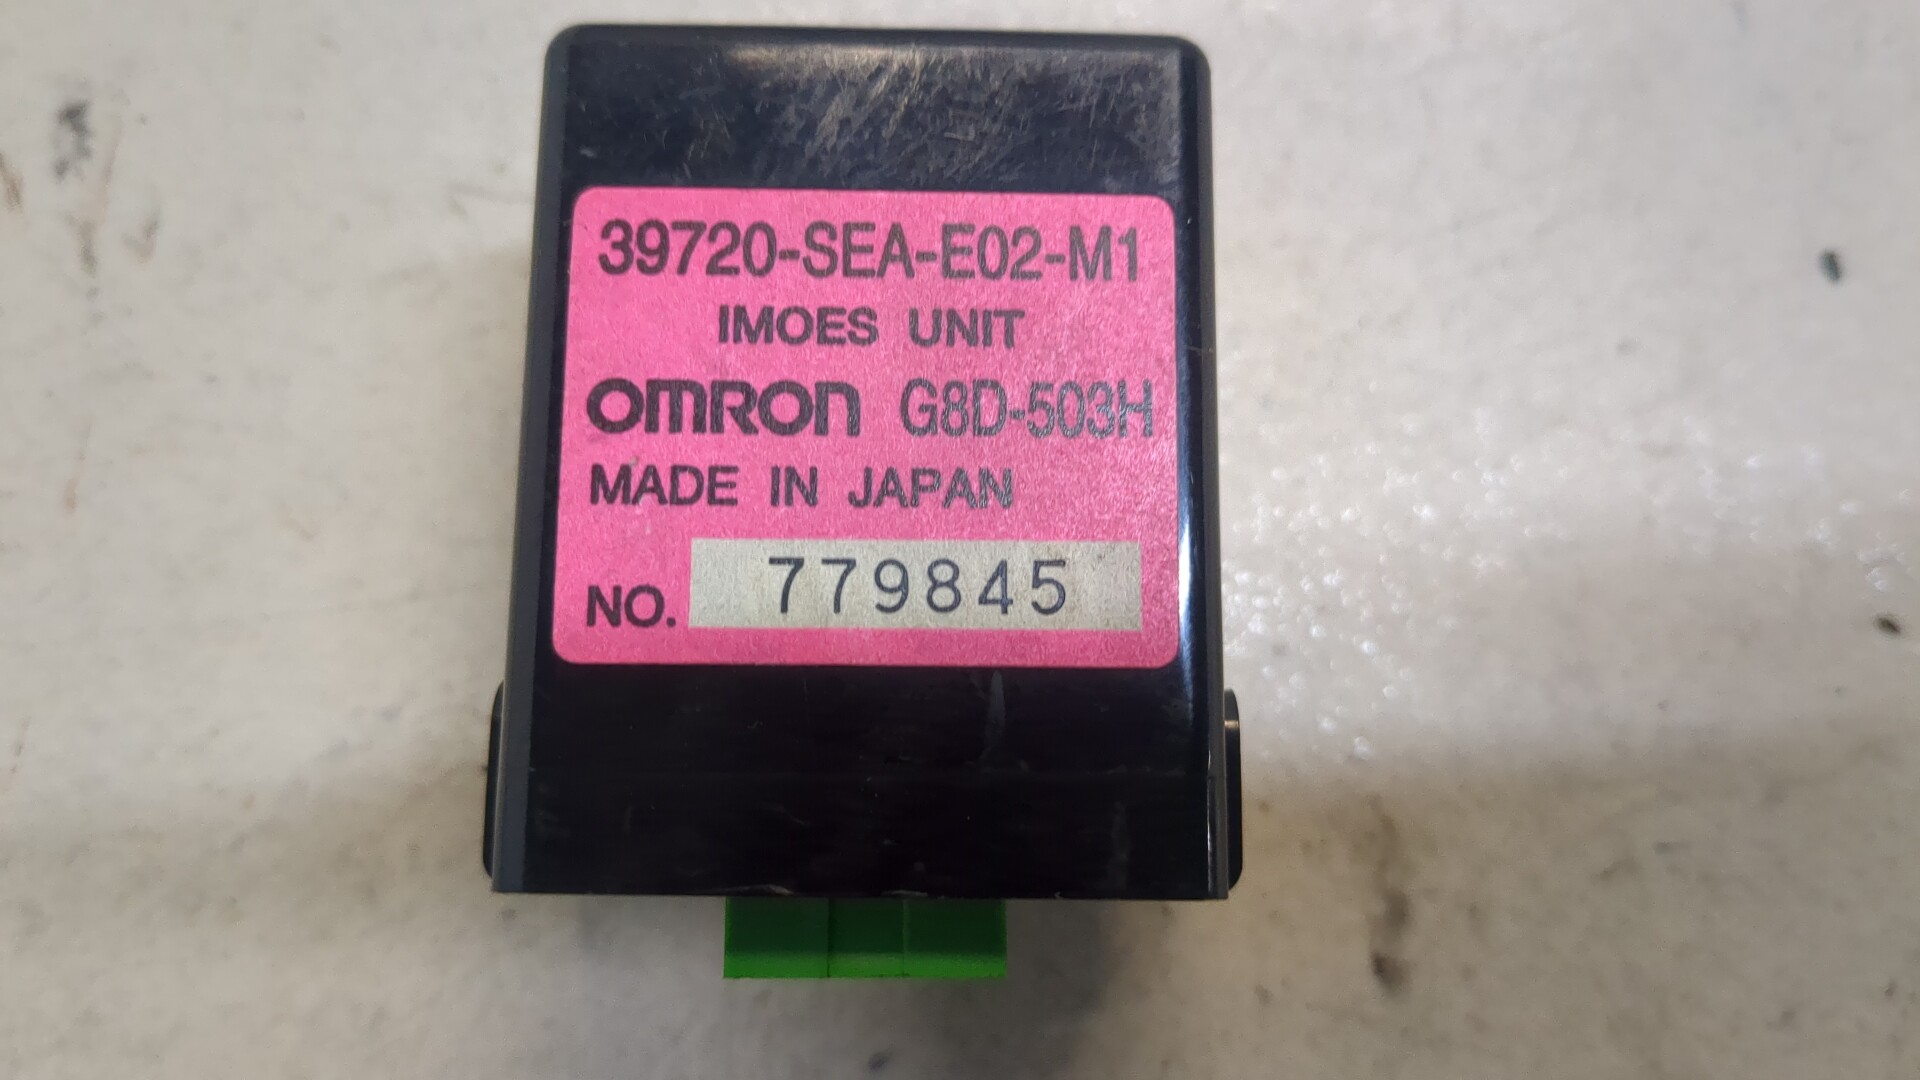 39720-SEA-E02-M1
IMOES UNIT
OMRON G8D-503H
MADE IN JAPAN
NO. 779845